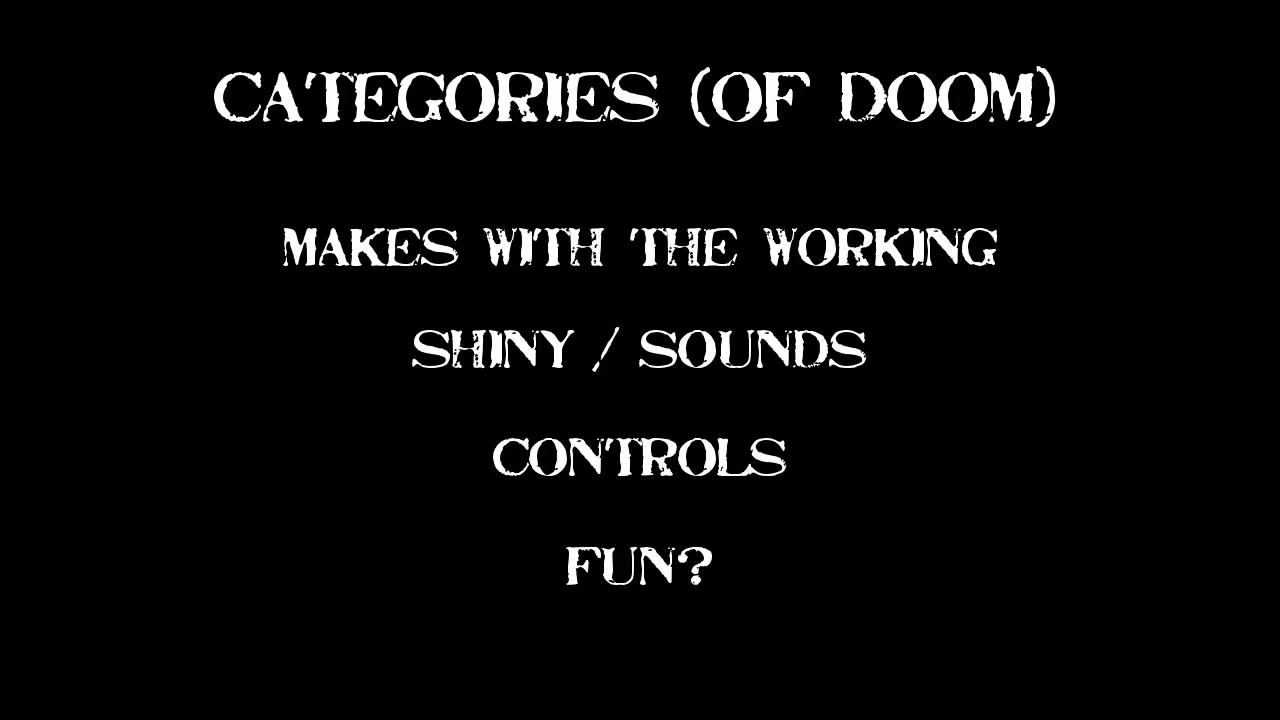 CATEGORIES (OF DOOM)
MAKES WITH THE WORKING
SHINY / SOUNDS
CONTROLS
FUN?